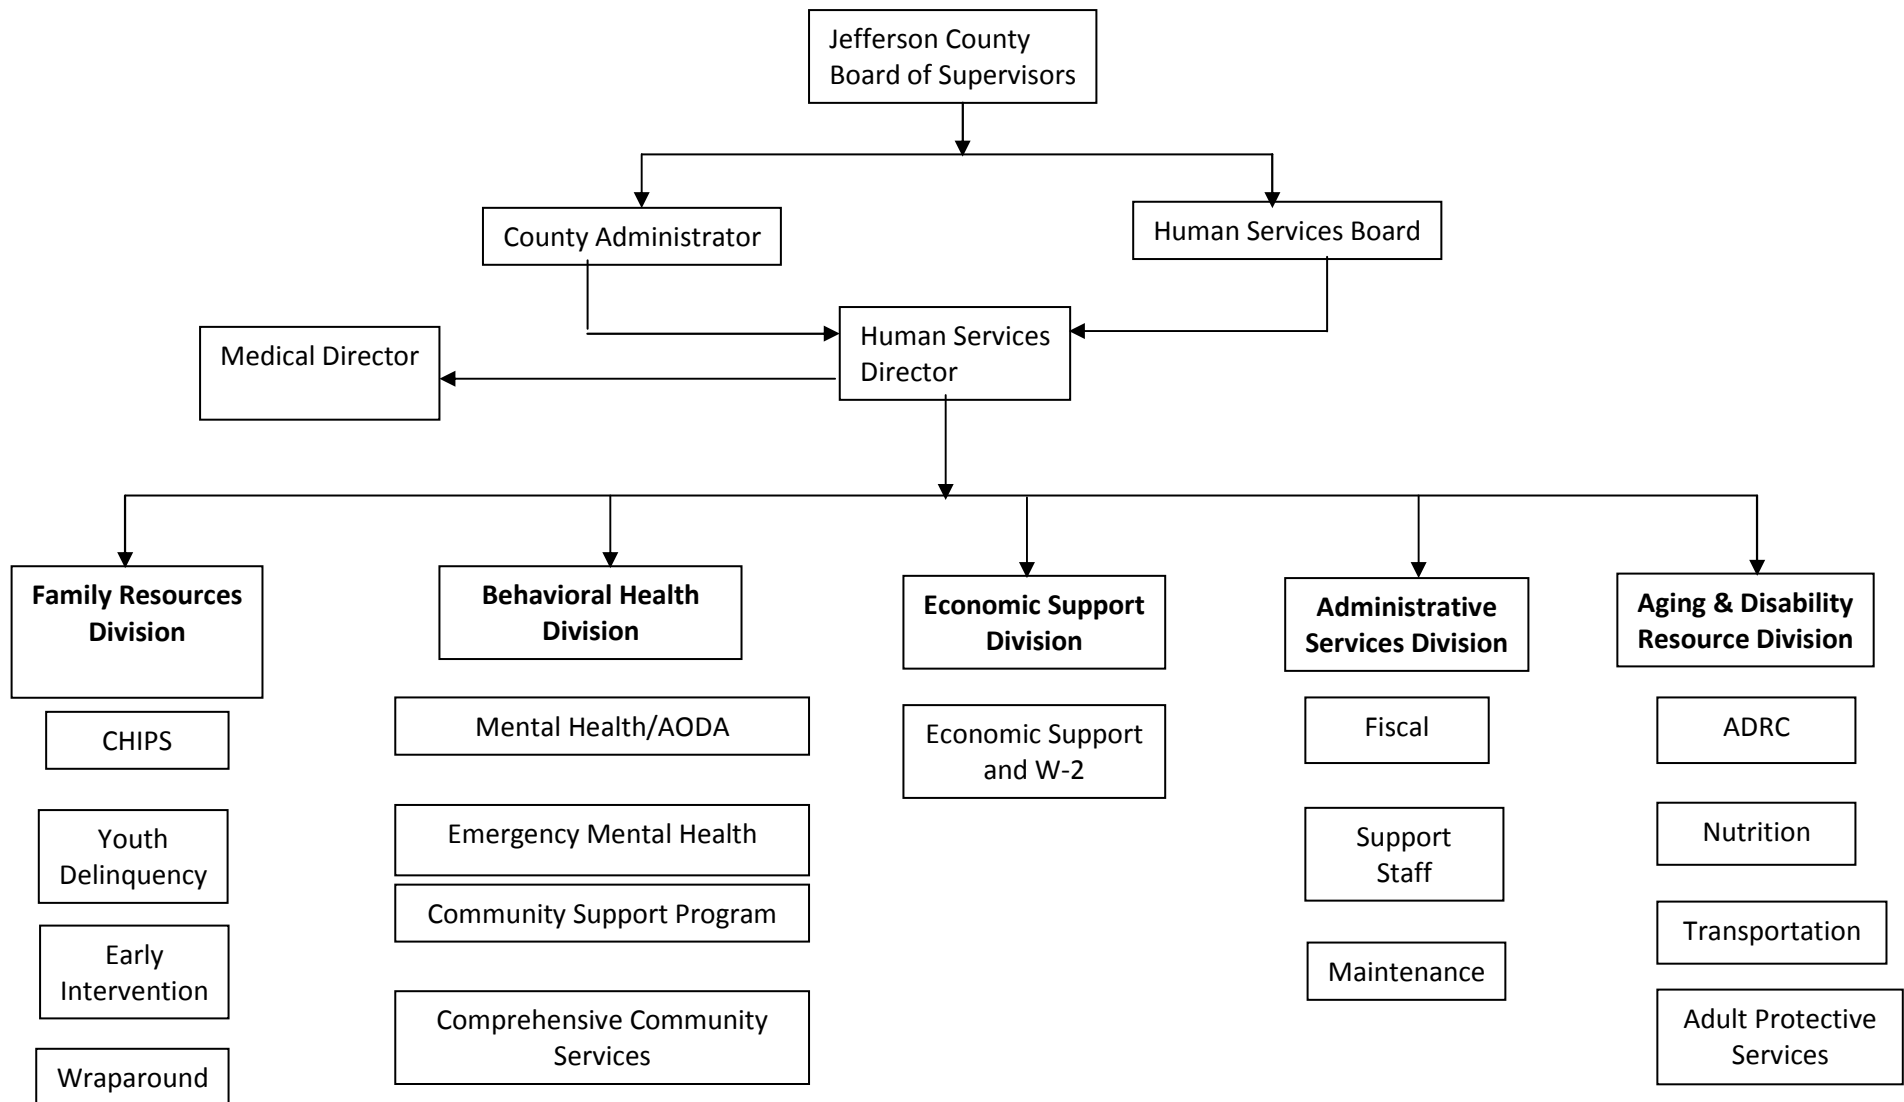 Jefferson County
Board of Supervisors
County Administrator
Human Services Board
Medical Director
Human Services
Director
Family Resources
Division
Behavioral Health
Division
Economic Support
Division
Administrative
Services Division
Aging & Disability
Resource Division
CHIPS
Youth
Delinquency
Early
Intervention
Wraparound
Mental Health/AODA
Emergency Mental Health
Community Support Program
Comprehensive Community
Services
Economic Support
and W-2
Fiscal
Support
Staff
Maintenance
ADRC
Nutrition
Transportation
Adult Protective
Services